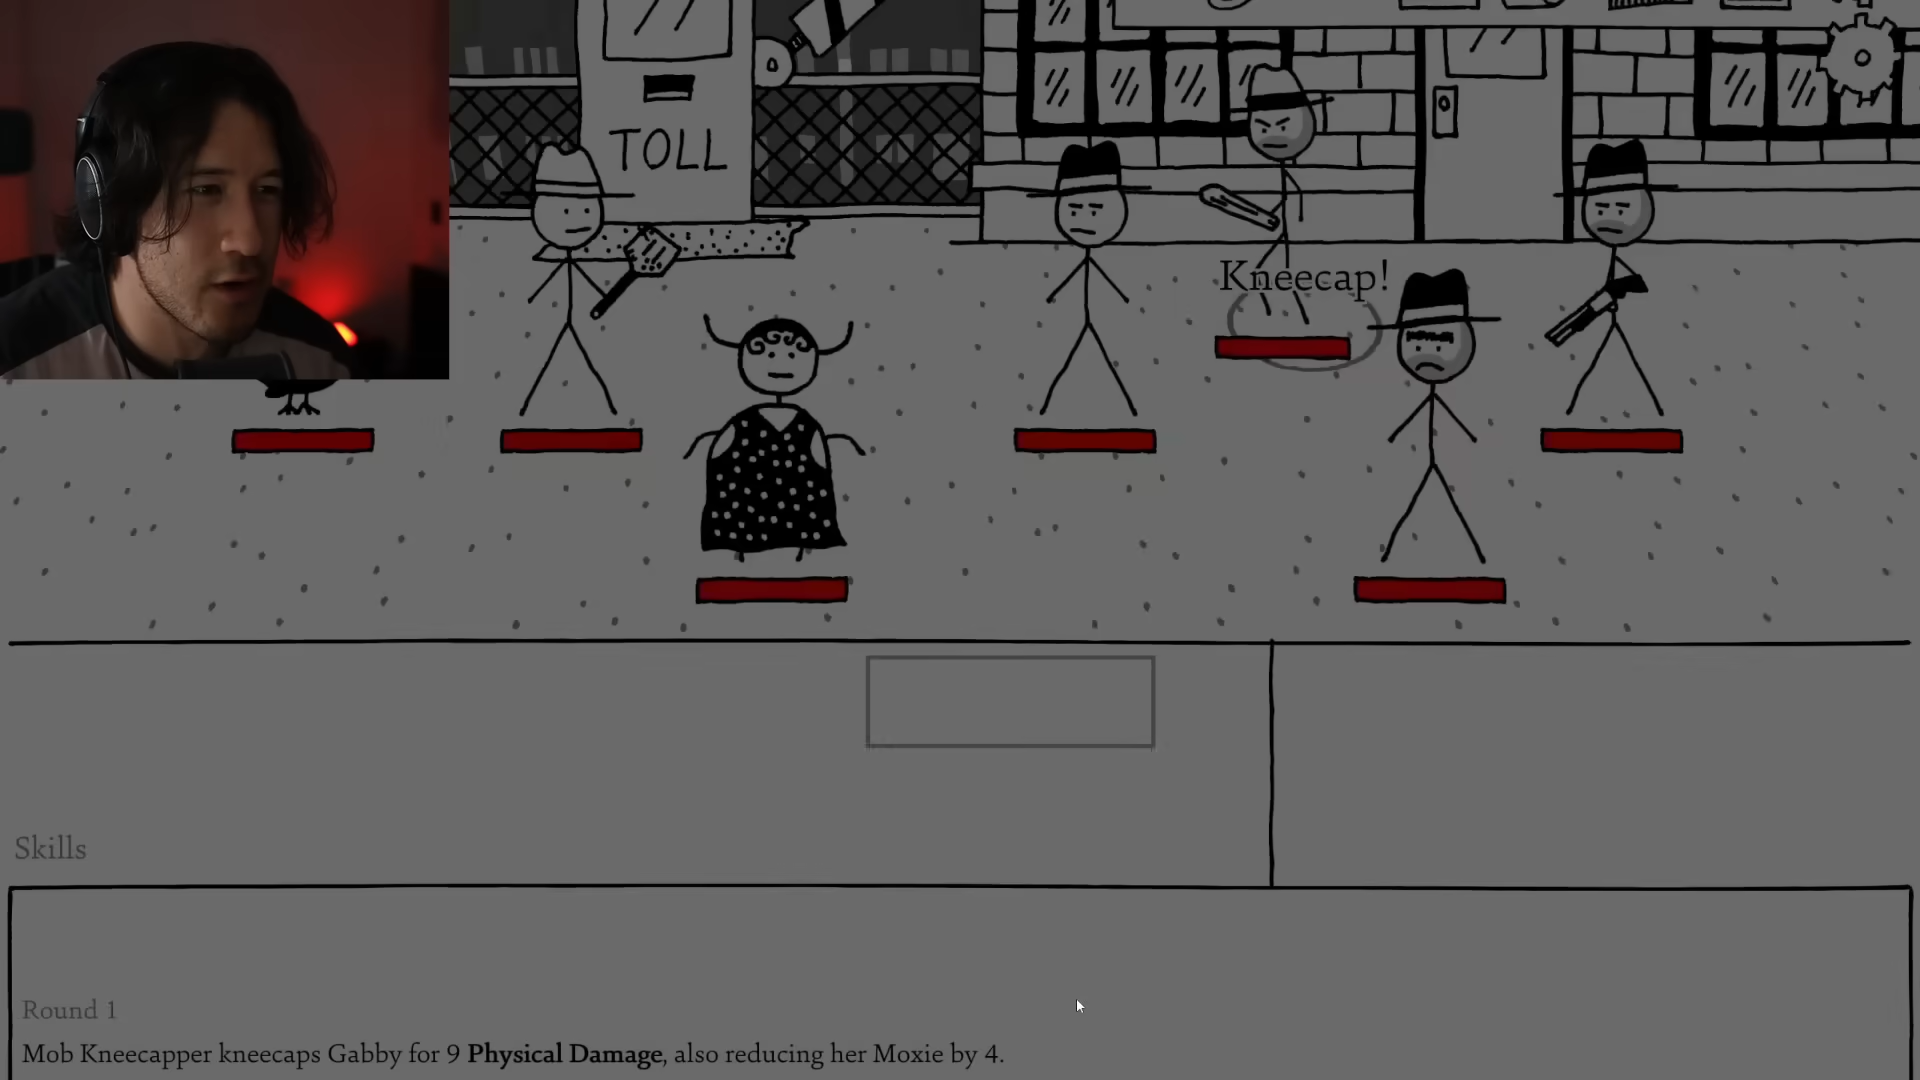 TOLL
Kneecap!
Skills
Round 1
Mob Kneecapper kneecaps Gabby for 9 Physical Damage, also reducing her Moxie by 4.